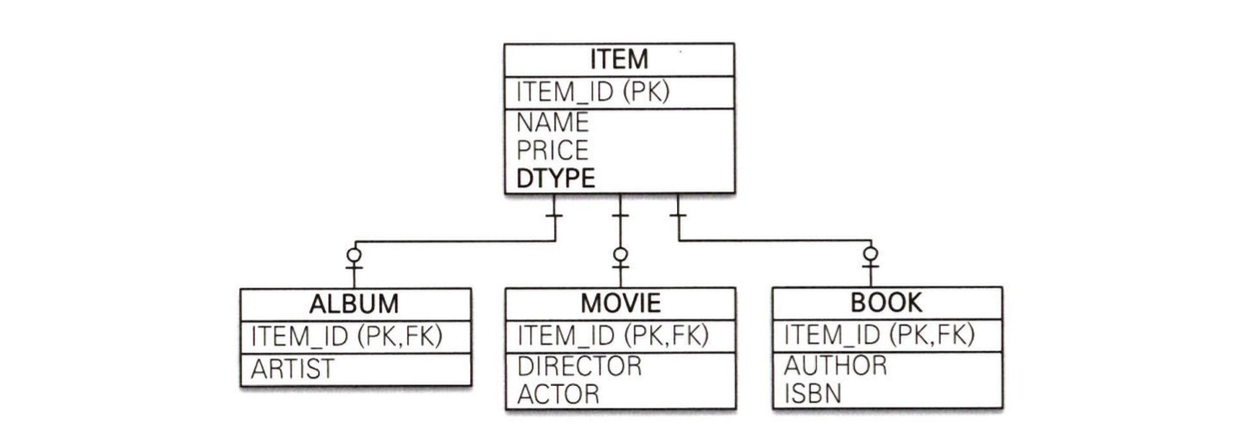 ITEM
ITEM_ID (PK)
NAME
PRICE
DTYPE
ALBUM
ITEM_ID (PK,FK)
ARTIST
MOVIE
ITEM_ID (PK,FK)
DIRECTOR
ACTOR
BOOK
ITEM_ID (PK,FK)
AUTHOR
ISBN